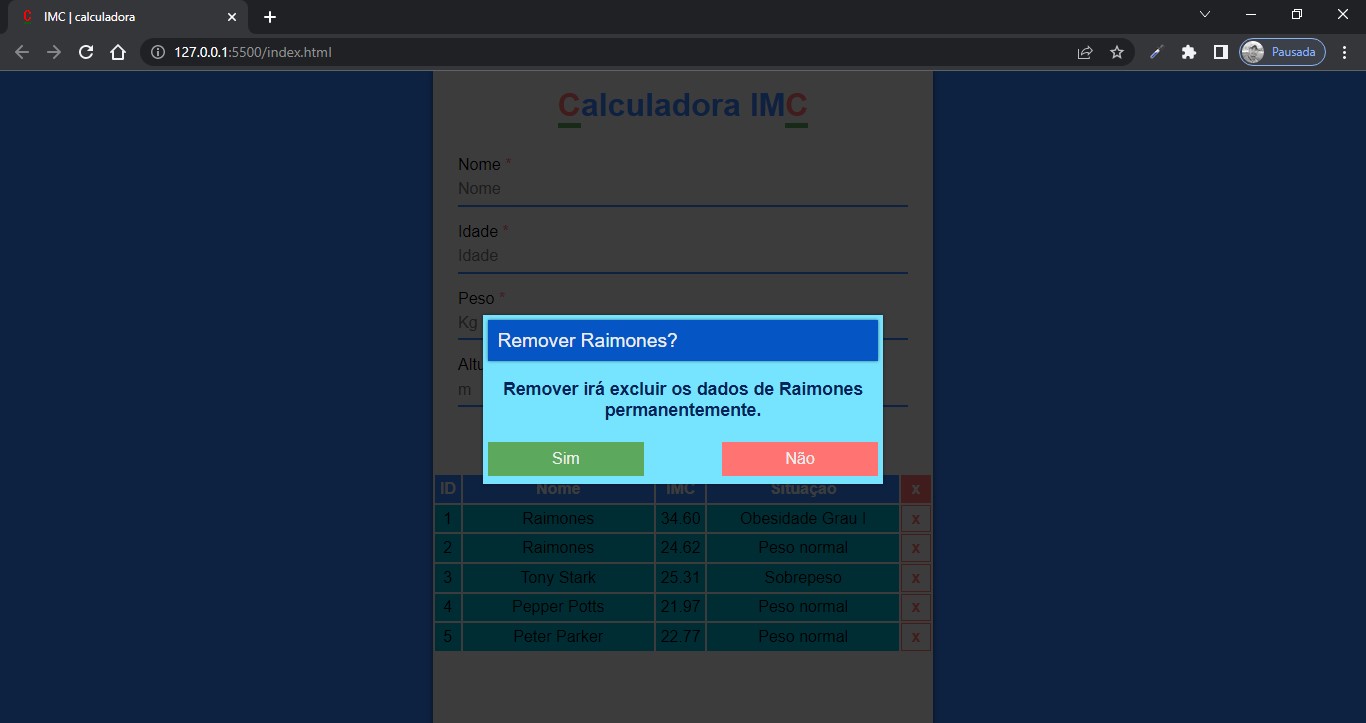 C IMC | calculadora
127.0.0.1:5500/index.html
Pausada
Calculadora IMC
Nome *
Nome
Idade *
Idade
Peso *
Kg
Altu
m
Remover Raimones?
Remover irá excluir os dados de Raimones
permanentemente.
Sim Não
ID Nome IMC Situação x
1 Raimones 34.60 Obesidade Grau I x
2 Raimones 24.62 Peso normal x
3 Tony Stark 25.31 Sobrepeso x
4 Pepper Potts 21.97 Peso normal x
5 Peter Parker 22.77 Peso normal x